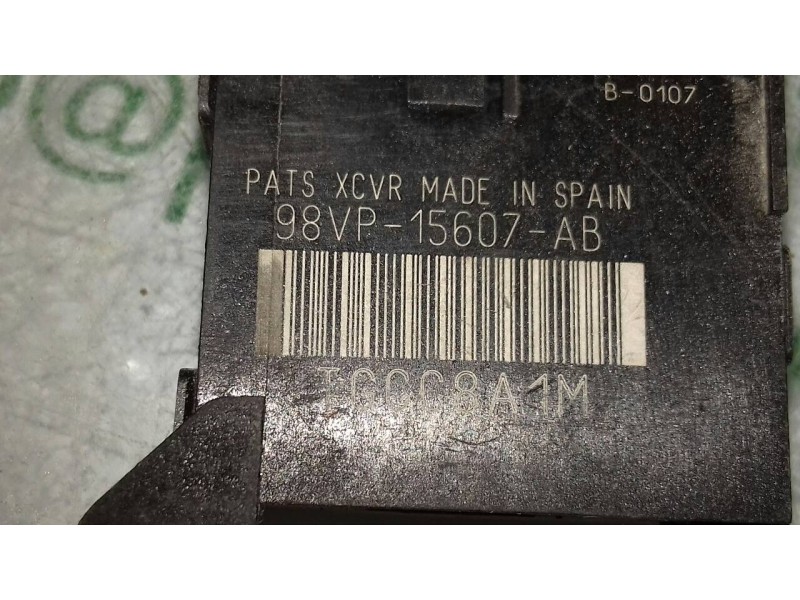 B-0107
PATS XCVR MADE IN SPAIN
98VP-15607-AB